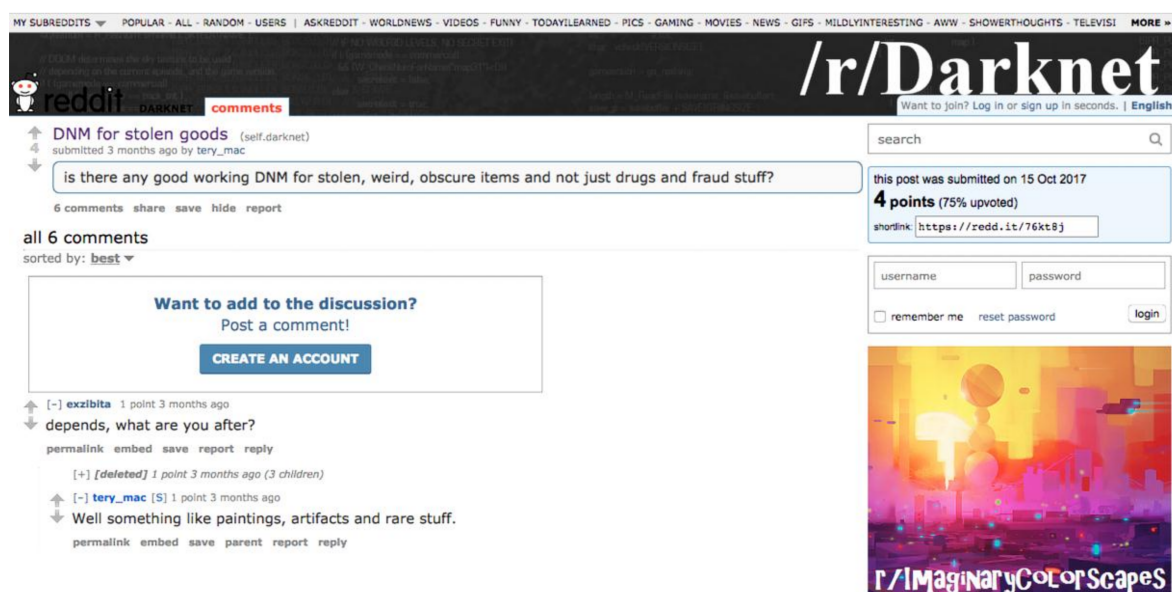 MY SUBREDDITS POPULAR - ALL - RANDOM - USERS | ASKREDDIT - WORLDNEWS - VIDEOS - FUNNY - TODAYILEARNED - PICS - GAMING - MOVIES - NEWS - GIFS - MILDLYINTERESTING - AWW - SHOWERTHOUGHTS - TELEVISI MORE »
/r/Darknet
reddit DARKNET comments
Want to join? Log in or sign up in seconds. | English
DNM for stolen goods (self.darknet)
4
submitted 3 months ago by tery_mac
is there any good working DNM for stolen, weird, obscure items and not just drugs and fraud stuff?
6 comments share save hide report
all 6 comments
sorted by: best
Want to add to the discussion?
Post a comment!
CREATE AN ACCOUNT
[-] exzibita 1 point 3 months ago
depends, what are you after?
permalink embed save report reply
[+] [deleted] 1 point 3 months ago (3 children)
[-] tery_mac [S] 1 point 3 months ago
Well something like paintings, artifacts and rare stuff.
permalink embed save parent report reply
search
this post was submitted on 15 Oct 2017
4 points (75% upvoted)
shortlink: https://redd.it/76kt8j
username password
remember me reset password login
r/ImaginaryColorscapes